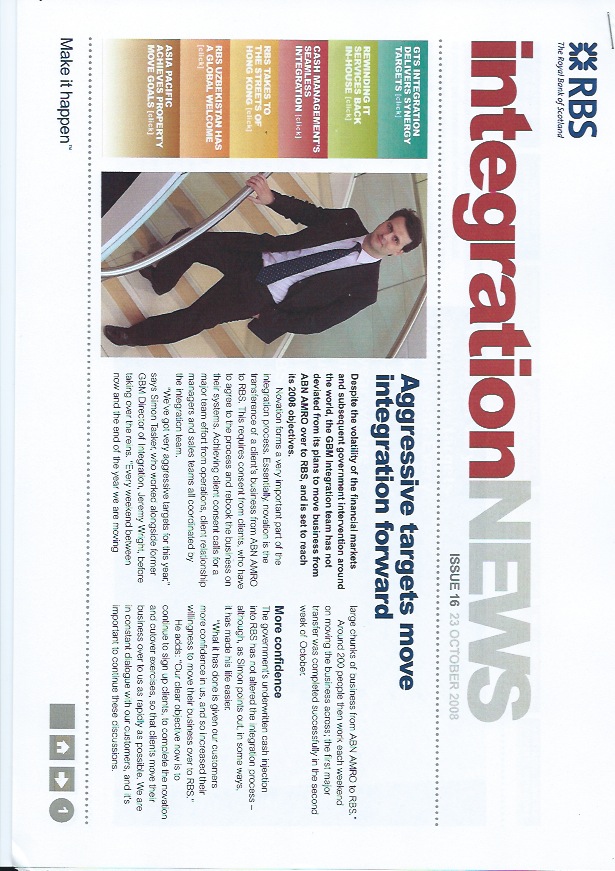 RBS
The Royal Bank of Scotland
integrationNEWS
ISSUE 16 23 OCTOBER 2008
GTS INTEGRATION
DELIVERS SYNERGY
TARGETS [click]
REWINDING IT
SERVICES BACK
IN-HOUSE [click]
CASH MANAGEMENT'S
SEAMLESS
INTEGRATION [click]
RBS TAKES TO
THE STREETS OF
HONG KONG [click]
RBS UZBEKISTAN HAS
A GLOBAL WELCOME
[click]
ASIA PACIFIC
ACHIEVES PROPERTY
MOVE GOALS [click]
Aggressive targets move
integration forward
Despite the volatility of the financial markets
and subsequent government intervention around
the world, the GBM Integration team has not
deviated from its plans to move business from
ABN AMRO over to RBS, and is set to reach
its 2008 objectives.
Novation forms a very important part of the
integration process. Essentially, novation is the
transference of a client's business from ABN AMRO
to RBS. This requires consent from clients, who have
to agree to the process and rebook the business on
their systems. Achieving client consent calls for a
major team effort from operations, client relationship
managers and sales teams all coordinated by
the integration team.
"We've got very aggressive targets for this year,"
says Simon Tasker, who worked alongside former
GBM Director of Integration, Jeremy Wright, before
taking over the reins. "Every weekend between
now and the end of the year we are moving
large chunks of business from ABN AMRO to RBS."
Around 200 people then work each weekend
on moving the business across; the first major
transfer was completed successfully in the second
week of October.
More confidence
The government's underwritten cash injection
into RBS has not altered the integration process –
although, as Simon points out, in some ways,
it has made his life easier.
"What it has done is given our customers
more confidence in us, and so increased their
willingness to move their business over to RBS."
He adds: "Our clear objective now is to
continue to sign up clients, to complete the novation
and cutover exercises, so that clients move their
business over to us as rapidly as possible. We are
in constant dialogue with our customers, and it's
important to continue these discussions.
Make it happen™
1